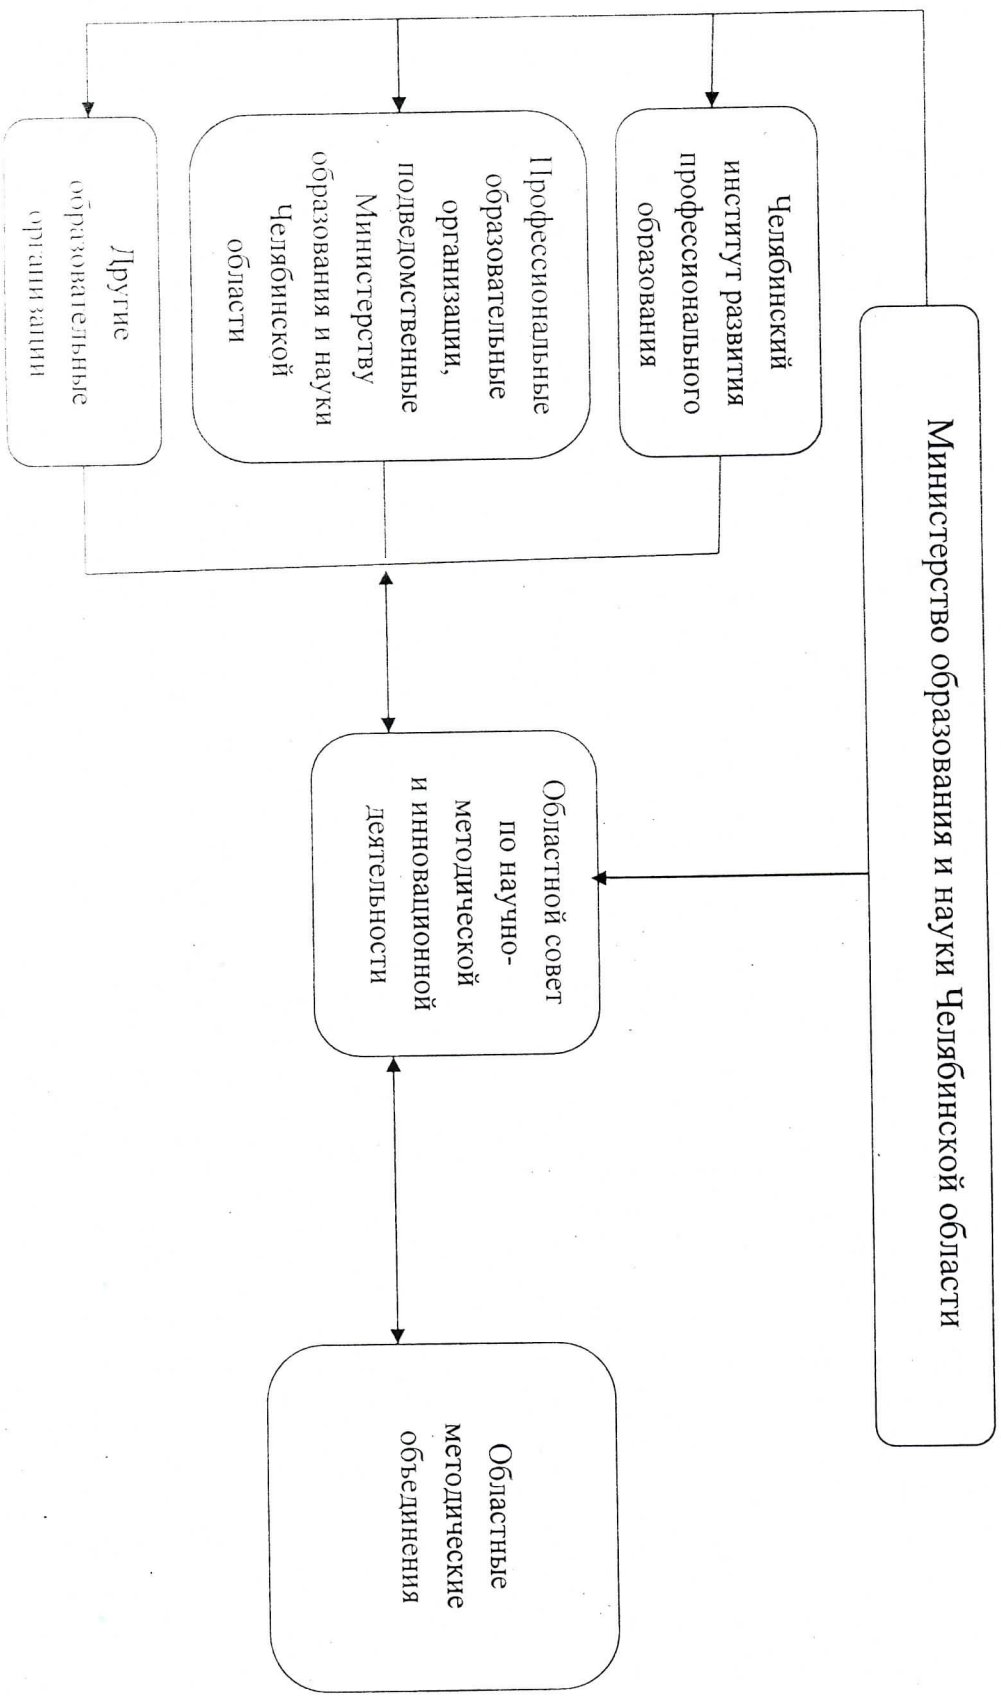 Министерство образования и науки Челябинской области
Челябинский
институт развития
профессионального
образования
Профессиональные
образовательные
организации,
подведомственные
Министерству
образования и науки
Челябинской
области
Другие
образовательные
организации
Областной совет
по научно-
методической
и инновационной
деятельности
Областные
методические
объединения